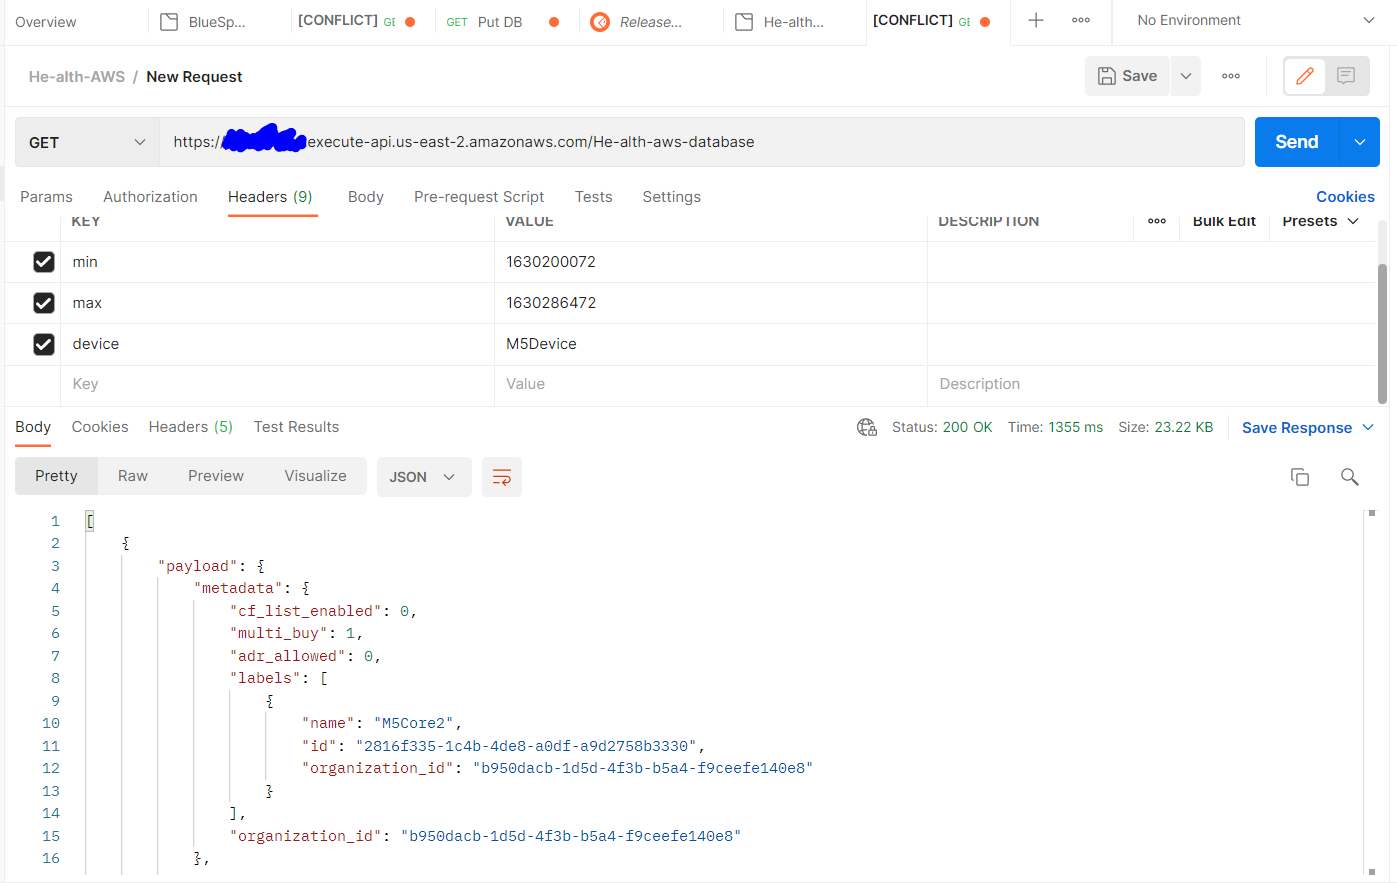 Overview BlueSp... [CONFLICT] GE GET Put DB Release... He-alth... [CONFLICT] GE No Environment
He-alth-AWS / New Request Save
GET https:// execute-api.us-east-2.amazonaws.com/He-alth-aws-database Send
Params Authorization Headers (9) Body Pre-request Script Tests Settings Cookies
KEY VALUE DESCRIPTION Bulk Edit Presets
min 1630200072
max 1630286472
device M5Device
Key Value Description
Body Cookies Headers (5) Test Results Status: 200 OK Time: 1355 ms Size: 23.22 KB Save Response
Pretty Raw Preview Visualize JSON
1 [
2 {
3 "payload": {
4 "metadata": {
5 "cf_list_enabled": 0,
6 "multi_buy": 1,
7 "adr_allowed": 0,
8 "labels": [
9 {
10 "name": "M5Core2",
11 "id": "2816f335-1c4b-4de8-a0df-a9d2758b3330",
12 "organization_id": "b950dacb-1d5d-4f3b-b5a4-f9ceefe140e8"
13 }
14 ],
15 "organization_id": "b950dacb-1d5d-4f3b-b5a4-f9ceefe140e8"
16 },